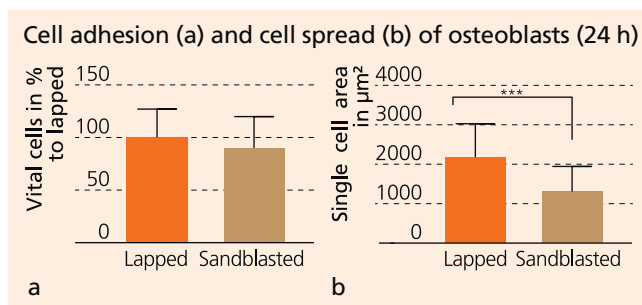 Cell adhesion (a) and cell spread (b) of osteoblasts (24 h)
Vital cells in %
to lapped
150
100
50
0
Lapped Sandblasted
a
Single cell area
in µm²
4000
3000
2000
1000
0
***
Lapped Sandblasted
b